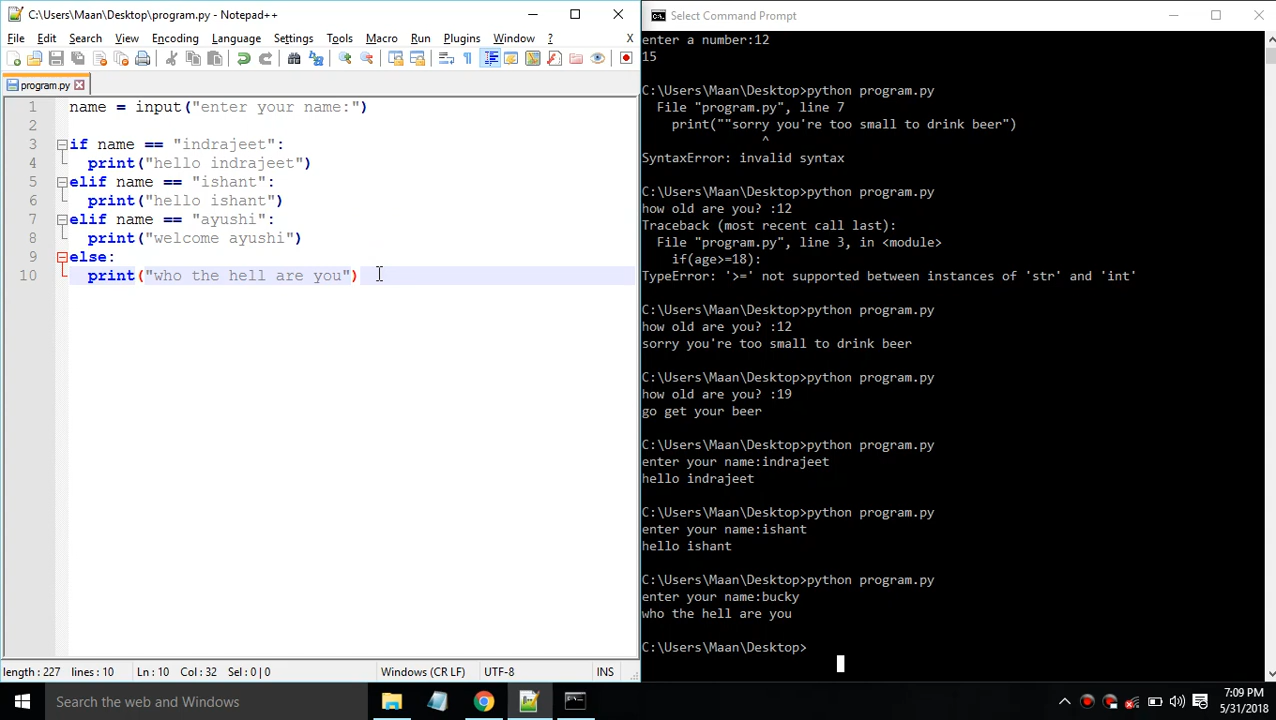 C:\Users\Maan\Desktop\program.py - Notepad++
File Edit Search View Encoding Language Settings Tools Macro Run Plugins Window ? X
program.py
1 name = input("enter your name:")
2
3 if name == "indrajeet":
4 print("hello indrajeet")
5 elif name == "ishant":
6 print("hello ishant")
7 elif name == "ayushi":
8 print("welcome ayushi")
9 else:
10 print("who the hell are you")
length : 227 lines : 10 Ln : 10 Col : 32 Sel : 0 | 0 Windows (CR LF) UTF-8 INS
Select Command Prompt
enter a number:12
15
C:\Users\Maan\Desktop>python program.py
File "program.py", line 7
print(""sorry you're too small to drink beer")
^
SyntaxError: invalid syntax
C:\Users\Maan\Desktop>python program.py
how old are you? :12
Traceback (most recent call last):
File "program.py", line 3, in <module>
if(age>=18):
TypeError: '>=' not supported between instances of 'str' and 'int'
C:\Users\Maan\Desktop>python program.py
how old are you? :12
sorry you're too small to drink beer
C:\Users\Maan\Desktop>python program.py
how old are you? :19
go get your beer
C:\Users\Maan\Desktop>python program.py
enter your name:indrajeet
hello indrajeet
C:\Users\Maan\Desktop>python program.py
enter your name:ishant
hello ishant
C:\Users\Maan\Desktop>python program.py
enter your name:bucky
who the hell are you
C:\Users\Maan\Desktop>
Search the web and Windows
7:09 PM
5/31/2018